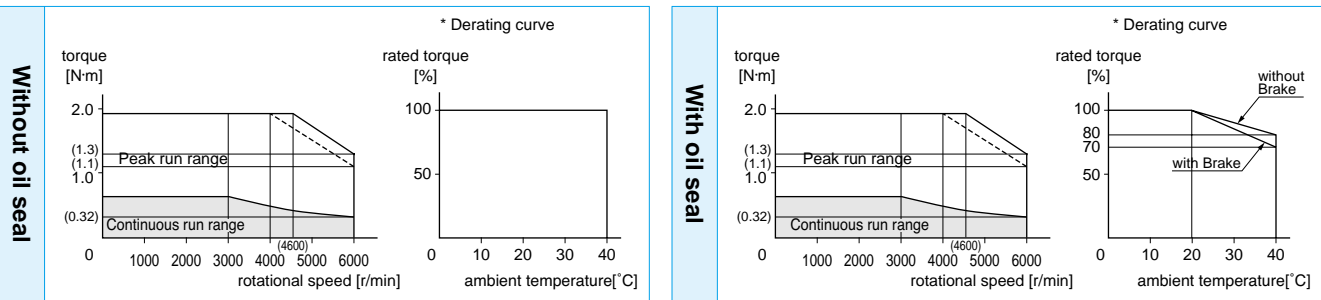 Without oil seal
* Derating curve
torque
[N·m]
2.0
(1.3)
(1.1)
1.0
(0.32)
0
Peak run range
Continuous run range
(4600)
1000 2000 3000 4000 5000 6000
rotational speed [r/min]
rated torque
[%]
100
50
0
10 20 30 40
ambient temperature[˚C]
With oil seal
* Derating curve
torque
[N·m]
2.0
(1.3)
(1.1)
1.0
(0.32)
0
Peak run range
Continuous run range
(4600)
1000 2000 3000 4000 5000 6000
rotational speed [r/min]
rated torque
[%]
without
Brake
100
80
70
with Brake
50
0
10 20 30 40
ambient temperature[˚C]